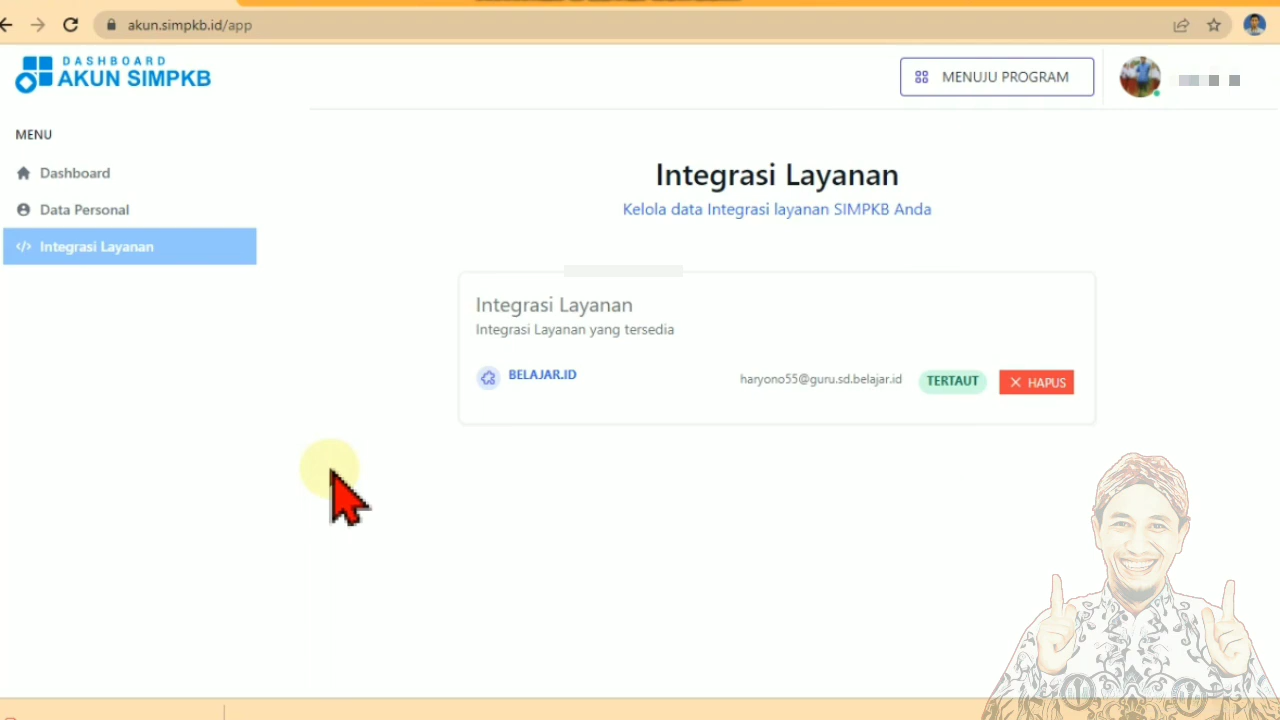 akun.simpkb.id/app
DASHBOARD
AKUN SIMPKB
MENUJU PROGRAM
MENU
Dashboard
Data Personal
Integrasi Layanan
Integrasi Layanan
Kelola data Integrasi layanan SIMPKB Anda
Integrasi Layanan
Integrasi Layanan yang tersedia
BELAJAR.ID
haryono55@guru.sd.belajar.id
TERTAUT
HAPUS